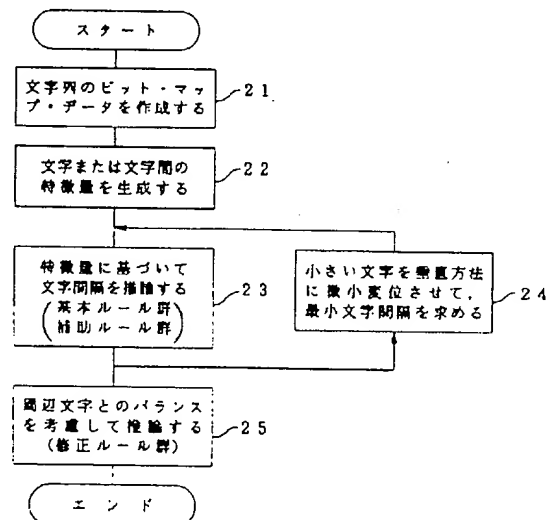 スタート
文字列のビット・マッ
プ・データを作成する
21
文字または文字間の
特徴量を生成する
22
特徴量に基づいて
文字間隔を推論する
(基本ルール群
補助ルール群)
23
小さい文字を垂直方法
に微小変位させて,
最小文字間隔を求める
24
周辺文字とのバランス
を考慮して推論する
(修正ルール群)
25
エンド